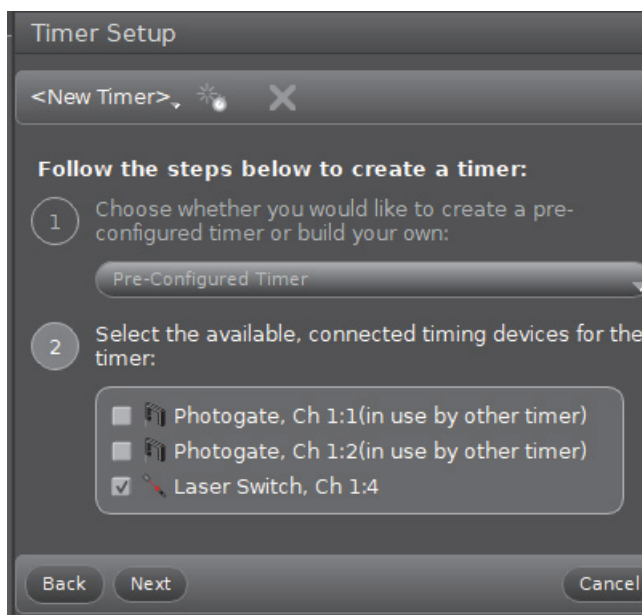 Timer Setup
<New Timer>
Follow the steps below to create a timer:
1
Choose whether you would like to create a pre-
configured timer or build your own:
Pre-Configured Timer
2
Select the available, connected timing devices for the
timer:
Photogate, Ch 1:1(in use by other timer)
Photogate, Ch 1:2(in use by other timer)
Laser Switch, Ch 1:4
Back Next Cancel